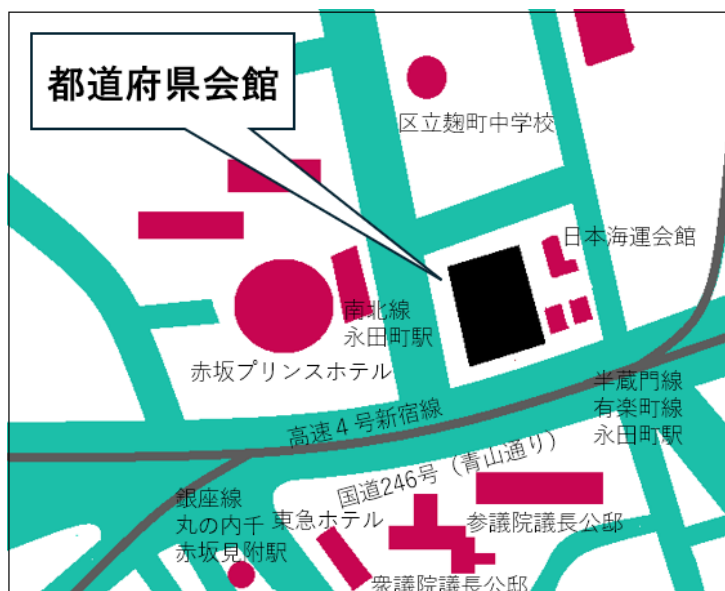 都道府県会館
区立麹町中学校
日本海運会館
南北線
永田町駅
赤坂プリンスホテル
半蔵門線
有楽町線
永田町駅
高速４号新宿線
国道246号（青山通り）
銀座線
丸の内千
赤坂見附駅
東急ホテル
参議院議長公邸
衆議院議長公邸